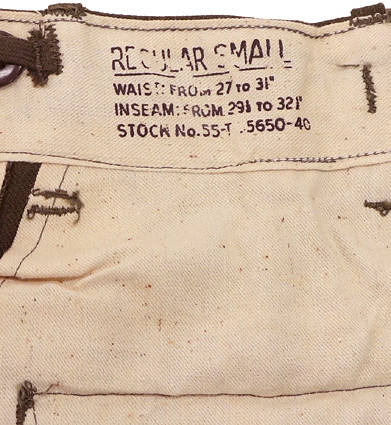 REGULAR SMALL
WAIST: FROM 27 TO 31"
INSEAM: FROM 29½ TO 32½"
STOCK No. 55-T 5650-40